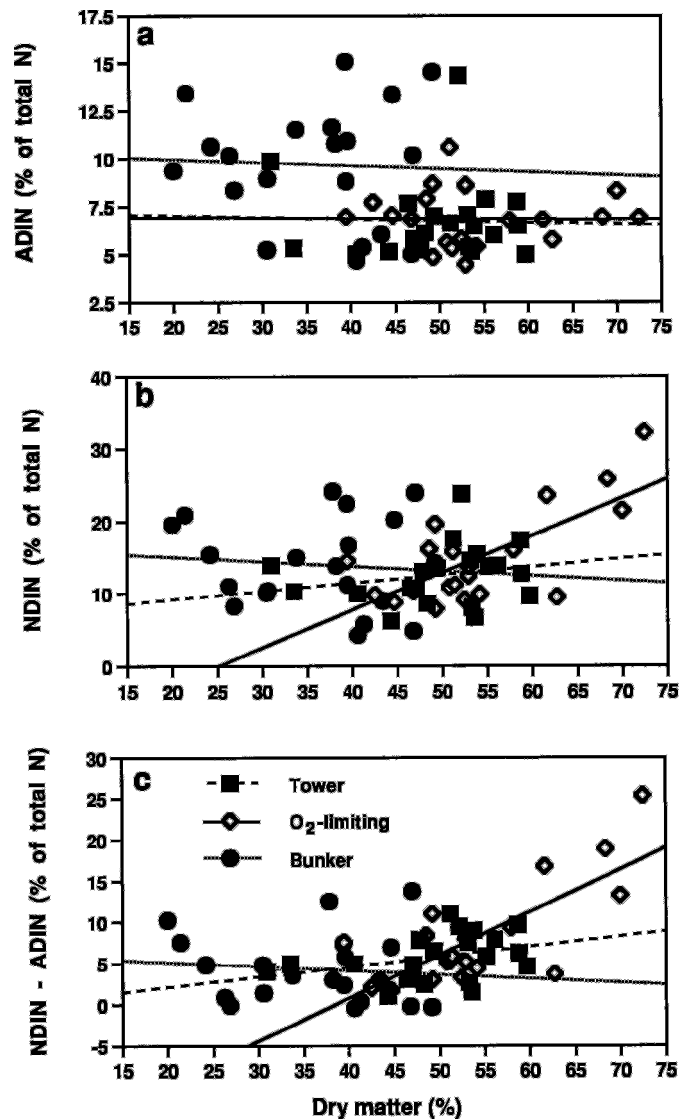 a
ADIN (% of total N)
17.5
15
12.5
10
7.5
5
2.5
15 20 25 30 35 40 45 50 55 60 65 70 75
b
NDIN (% of total N)
40
30
20
10
0
15 20 25 30 35 40 45 50 55 60 65 70 75
c
NDIN - ADIN (% of total N)
30
25
20
15
10
5
0
-5
Tower
O2-limiting
Bunker
15 20 25 30 35 40 45 50 55 60 65 70 75
Dry matter (%)